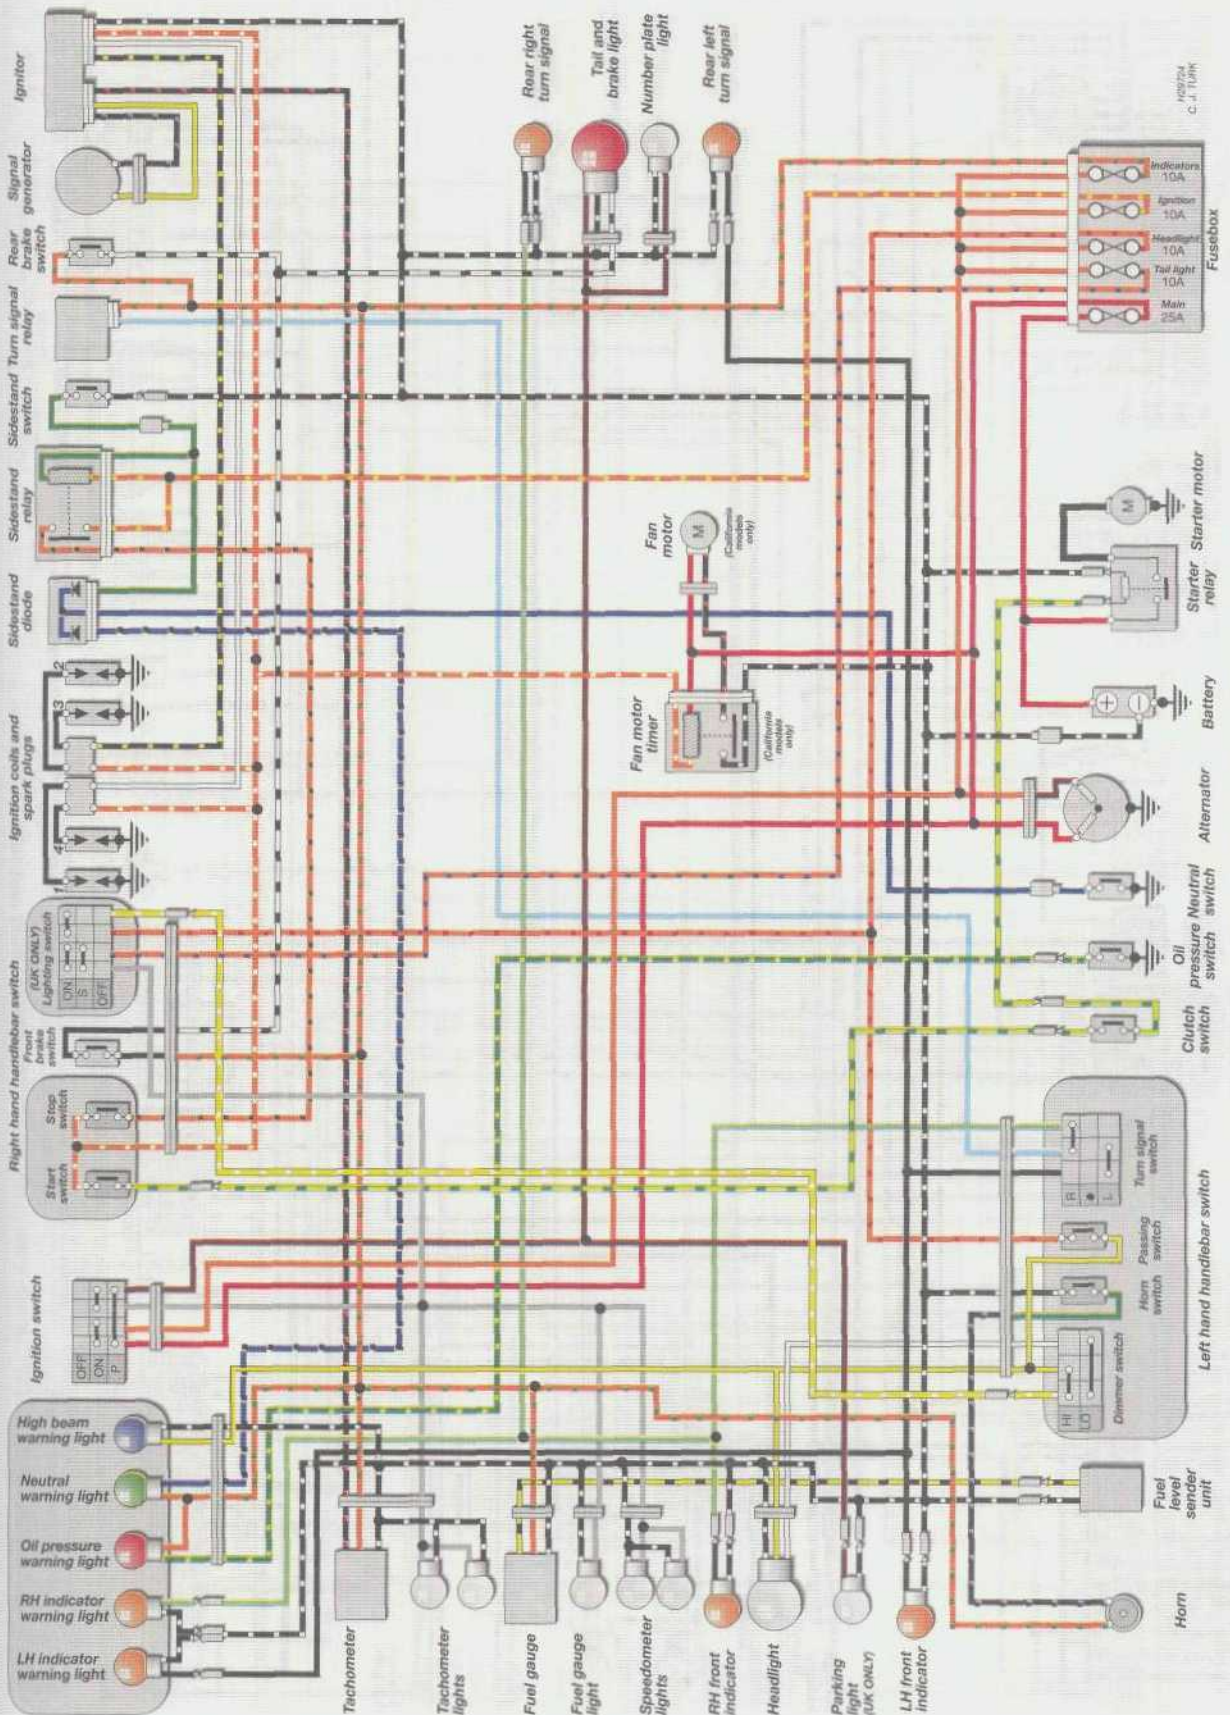 Ignitor
Signal
generator
Rear
brake
switch
Turn signal
relay
Sidestand
switch
Sidestand
relay
Sidestand
diode
Ignition coils and
spark plugs
2
3
4
1
Right hand handlebar switch
(UK ONLY)
Lighting switch
ON
S
OFF
Front
brake
switch
Stop
switch
Start
switch
Ignition switch
OFF
ON
P
High beam
warning light
Neutral
warning light
Oil pressure
warning light
RH indicator
warning light
LH indicator
warning light
Rear right
turn signal
Tail and
brake light
Number plate
light
Rear left
turn signal
Fan
motor
M
(California
models
only)
Fan motor
timer
(California
models
only)
Tachometer
Tachometer
lights
Fuel gauge
Fuel gauge
light
Speedometer
lights
RH front
indicator
Headlight
Parking
light
(UK ONLY)
LH front
indicator
H29724
C. J. TURK
Indicators
10A
Ignition
10A
Headlight
10A
Tail light
10A
Main
25A
Fusebox
M
Starter motor
Starter
relay
Battery
Alternator
Neutral
switch
Oil
pressure
switch
Clutch
switch
R
L
Turn signal
switch
Passing
switch
Horn
switch
HI
LO
Dimmer switch
Left hand handlebar switch
Fuel
level
sender
unit
Horn